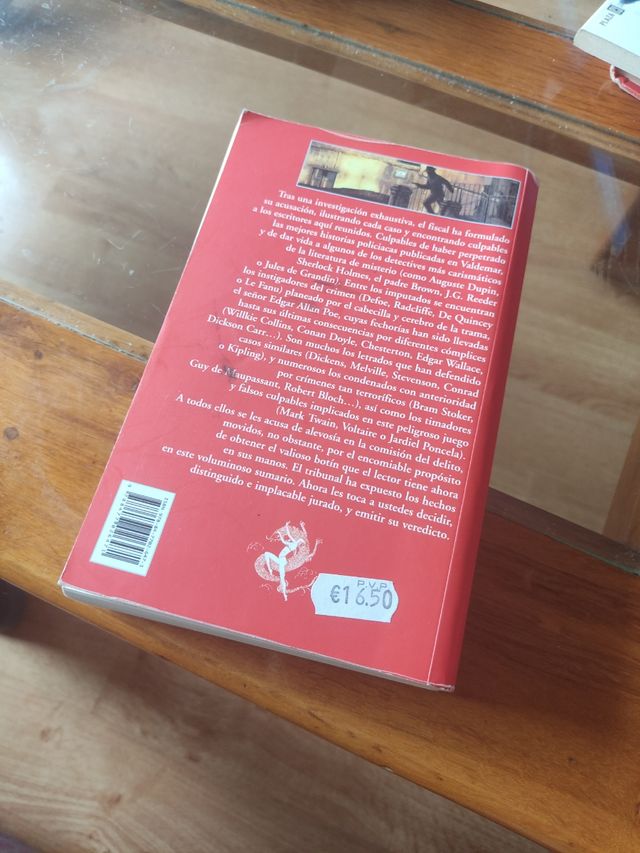 PLAZA
Tras una investigación exhaustiva, el fiscal ha formulado
su acusación, ilustrando cada caso y encontrando culpables
a los escritores aquí reunidos. Culpables de haber perpetrado
las mejores historias policiacas publicadas en Valdemar,
y de dar vida a algunos de los detectives más carismáticos
de la literatura de misterio (como Auguste Dupin,
Sherlock Holmes, el padre Brown, J.G. Reeder
o Jules de Grandin). Entre los imputados se encuentran
los instigadores del crimen (Defoe, Radcliffe, De Quincey
o Le Fanu) planeado por el cabecilla y cerebro de la trama,
el señor Edgar Allan Poe, cuyas fechorías han sido llevadas
hasta sus últimas consecuencias por diferentes cómplices
(Willkie Collins, Conan Doyle, Chesterton, Edgar Wallace,
Dickson Carr…). Son muchos los letrados que han defendido
casos similares (Dickens, Melville, Stevenson, Conrad
o Kipling), y numerosos los condenados con anterioridad
por crímenes tan terroríficos (Bram Stoker,
Guy de Maupassant, Robert Bloch…), así como los timadores
y falsos culpables implicados en este peligroso juego
(Mark Twain, Voltaire o Jardiel Poncela).
A todos ellos se les acusa de alevosía en la comisión del delito,
movidos, no obstante, por el encomiable propósito
de obtener el valioso botín que el lector tiene ahora
en sus manos. El tribunal ha expuesto los hechos
en este voluminoso sumario. Ahora les toca a ustedes decidir,
distinguido e implacable jurado, y emitir su veredicto.
P.V.P
€16.50